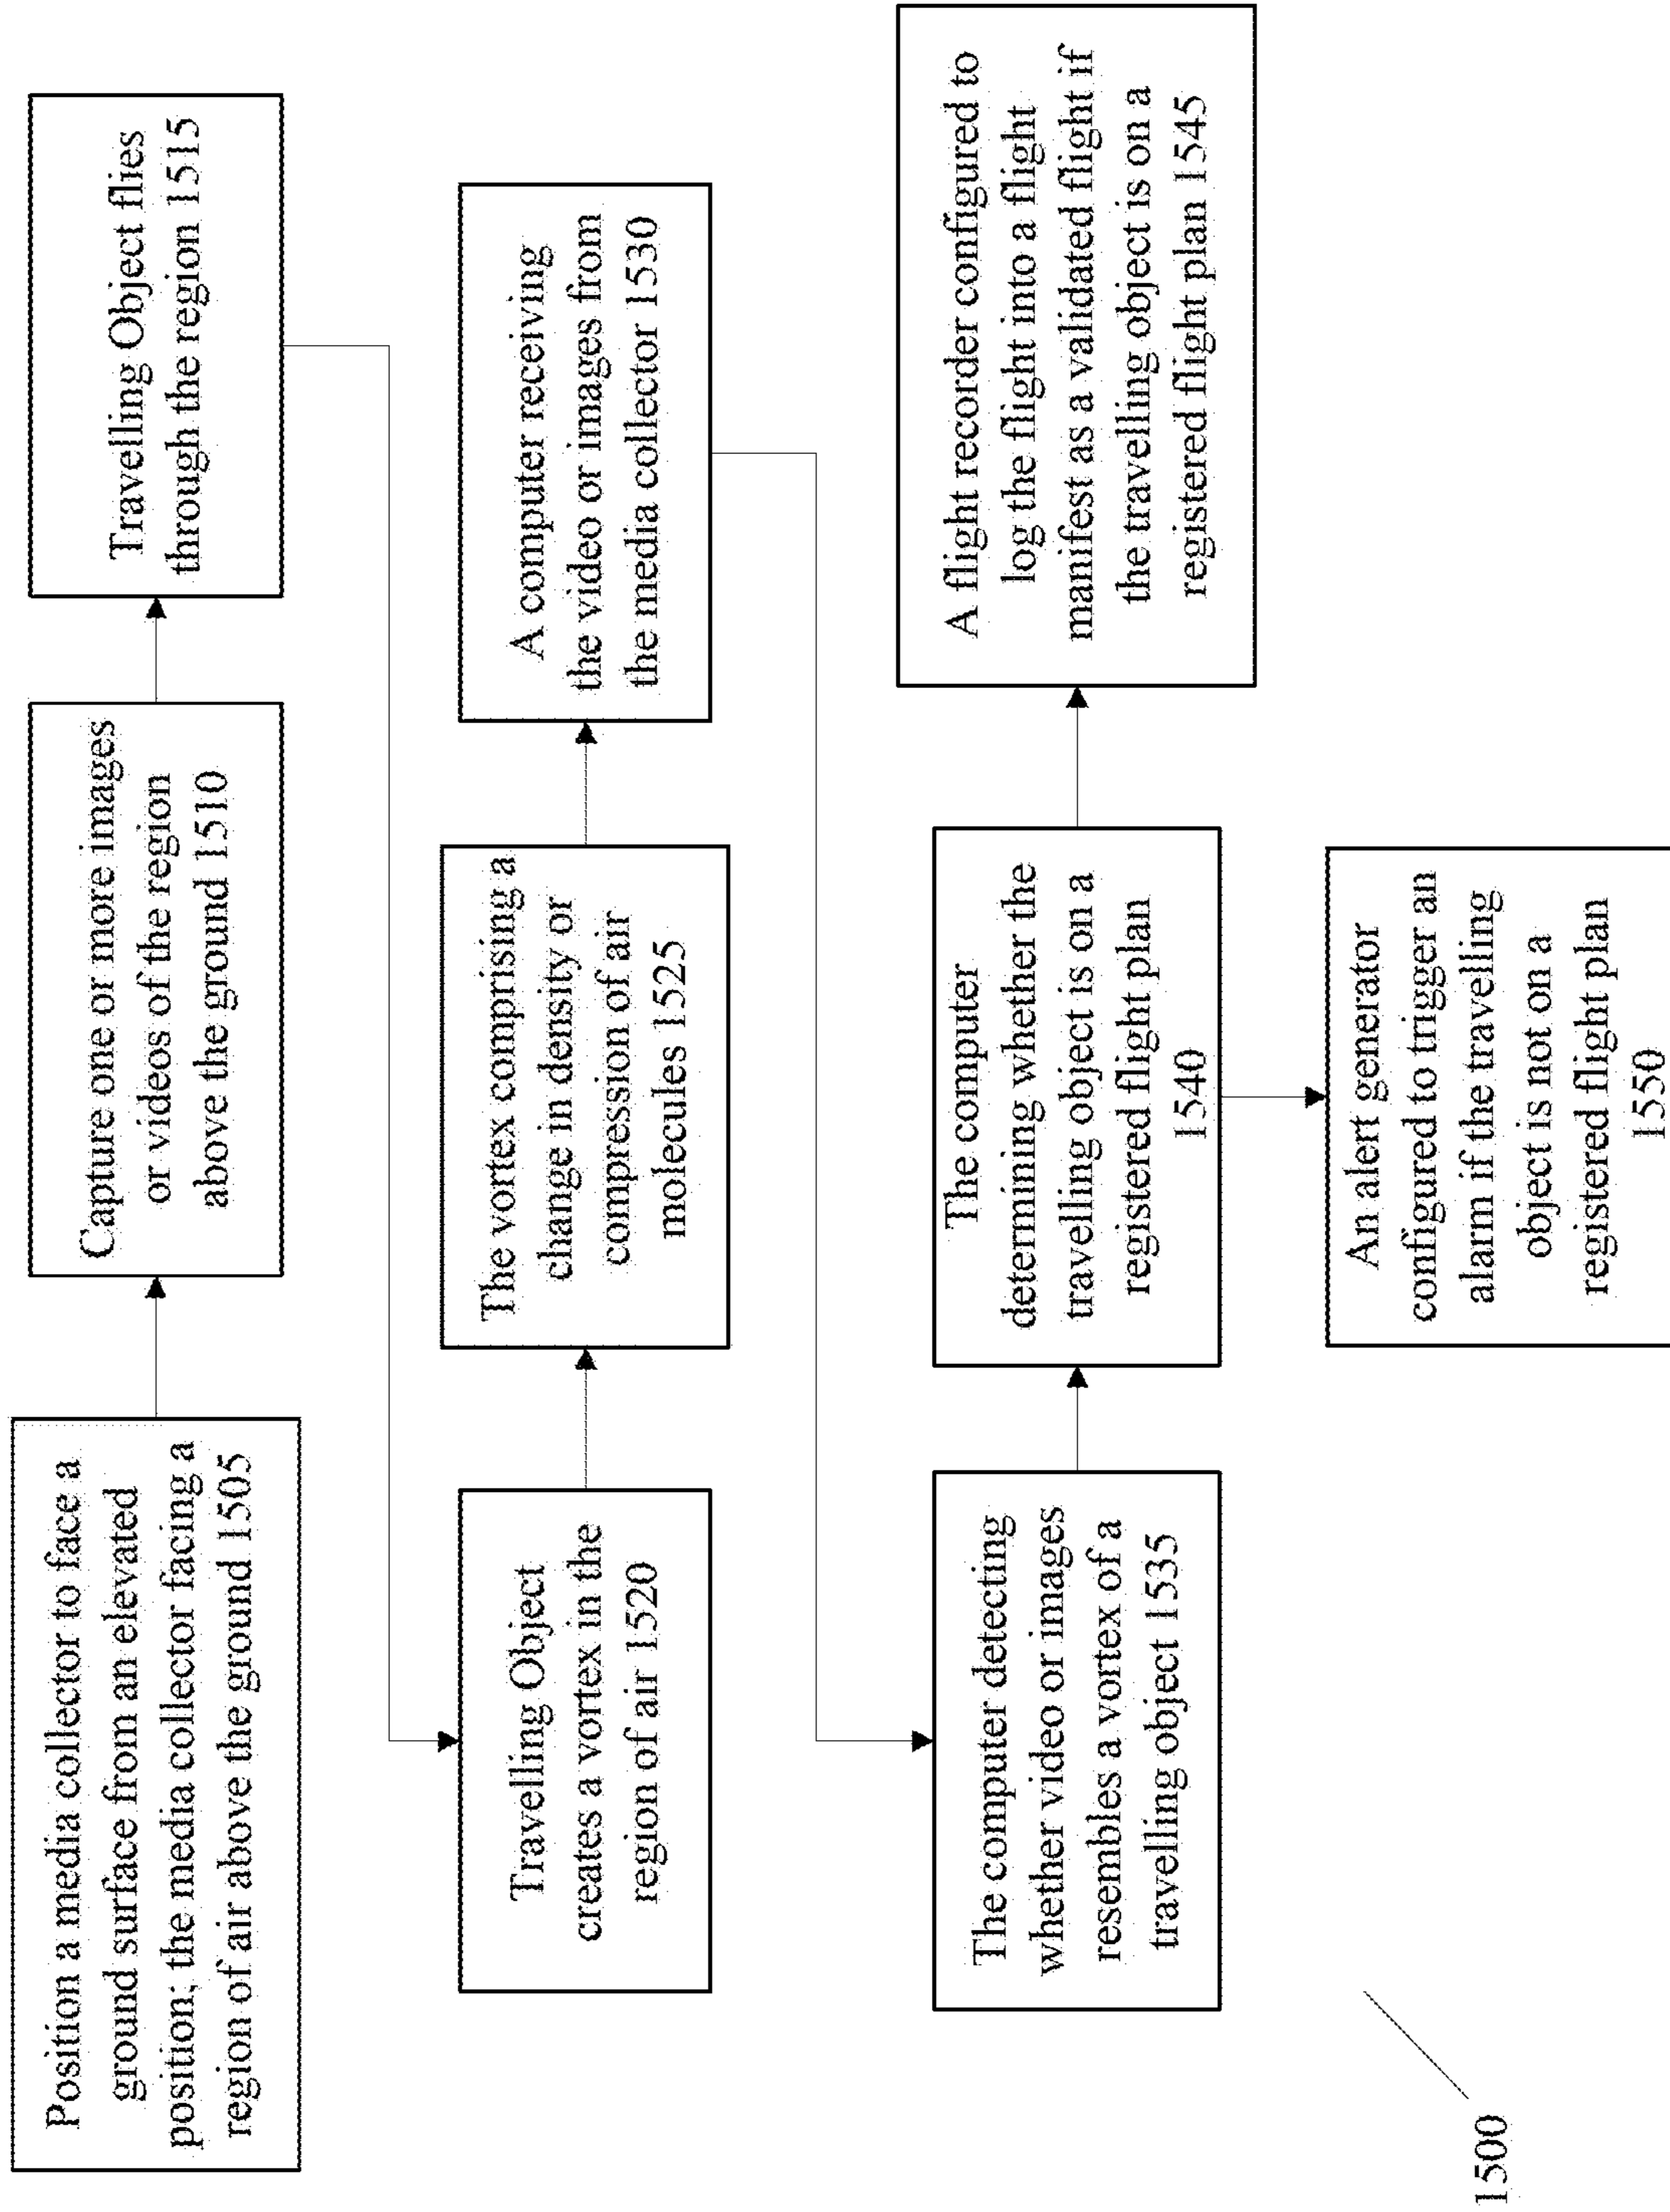 Position a media collector to face a
ground surface from an elevated
position; the media collector facing a
region of air above the ground 1505
Capture one or more images
or videos of the region
above the ground 1510
Travelling Object flies
through the region 1515
Travelling Object
creates a vortex in the
region of air 1520
The vortex comprising a
change in density or
compression of air
molecules 1525
A computer receiving
the video or images from
the media collector 1530
The computer detecting
whether video or images
resembles a vortex of a
travelling object 1535
The computer
determining whether the
travelling object is on a
registered flight plan
1540
A flight recorder configured to
log the flight into a flight
manifest as a validated flight if
the travelling object is on a
registered flight plan 1545
An alert generator
configured to trigger an
alarm if the travelling
object is not on a
registered flight plan
1550
1500